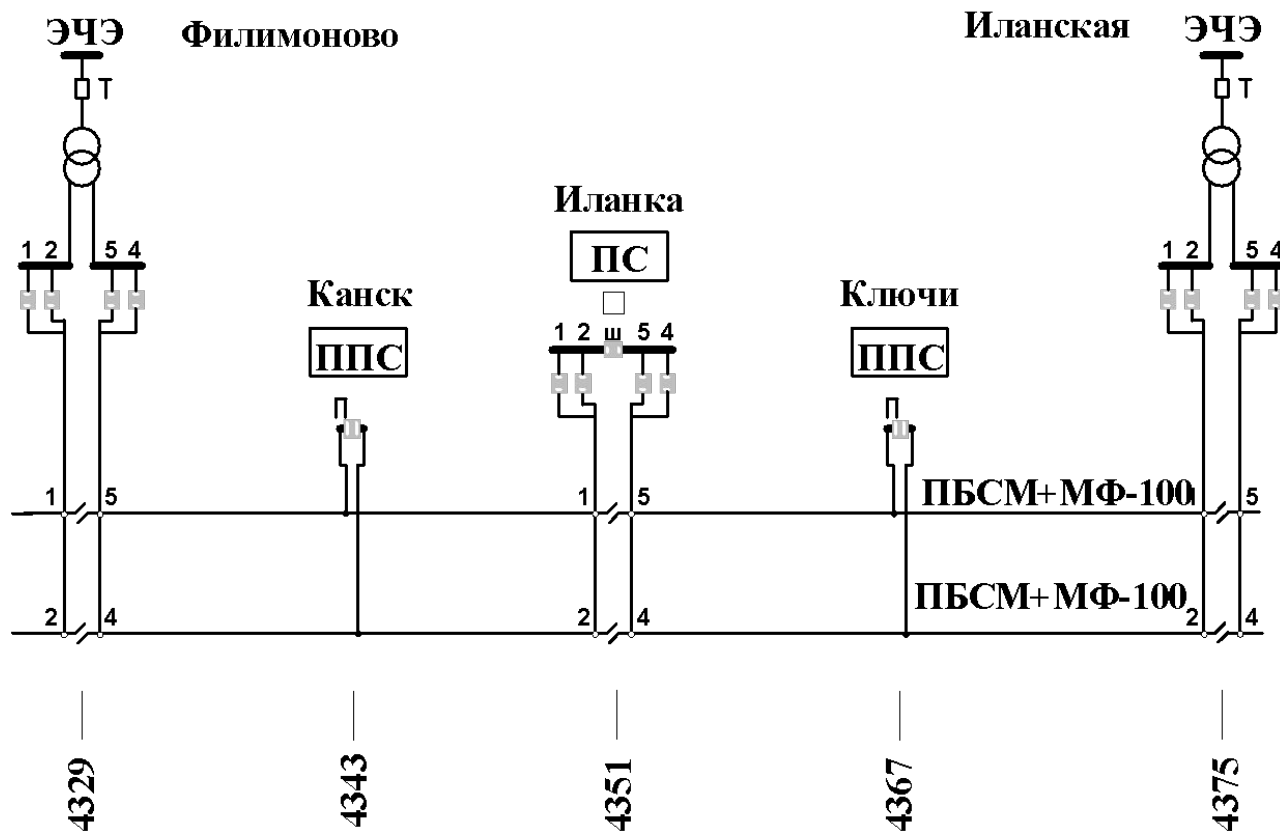 ЭЧЭ Филимоново Иланская ЭЧЭ
Т Т
Иланка
ПС
1 2 5 4 1 2 5 4
Канск Ключи
ППС ППС
1 2 ш 5 4
ПБСМ+МФ-100
1 5 1 5 1 5
ПБСМ+МФ-100
2 4 2 4 2 4
4329 4343 4351 4367 4375